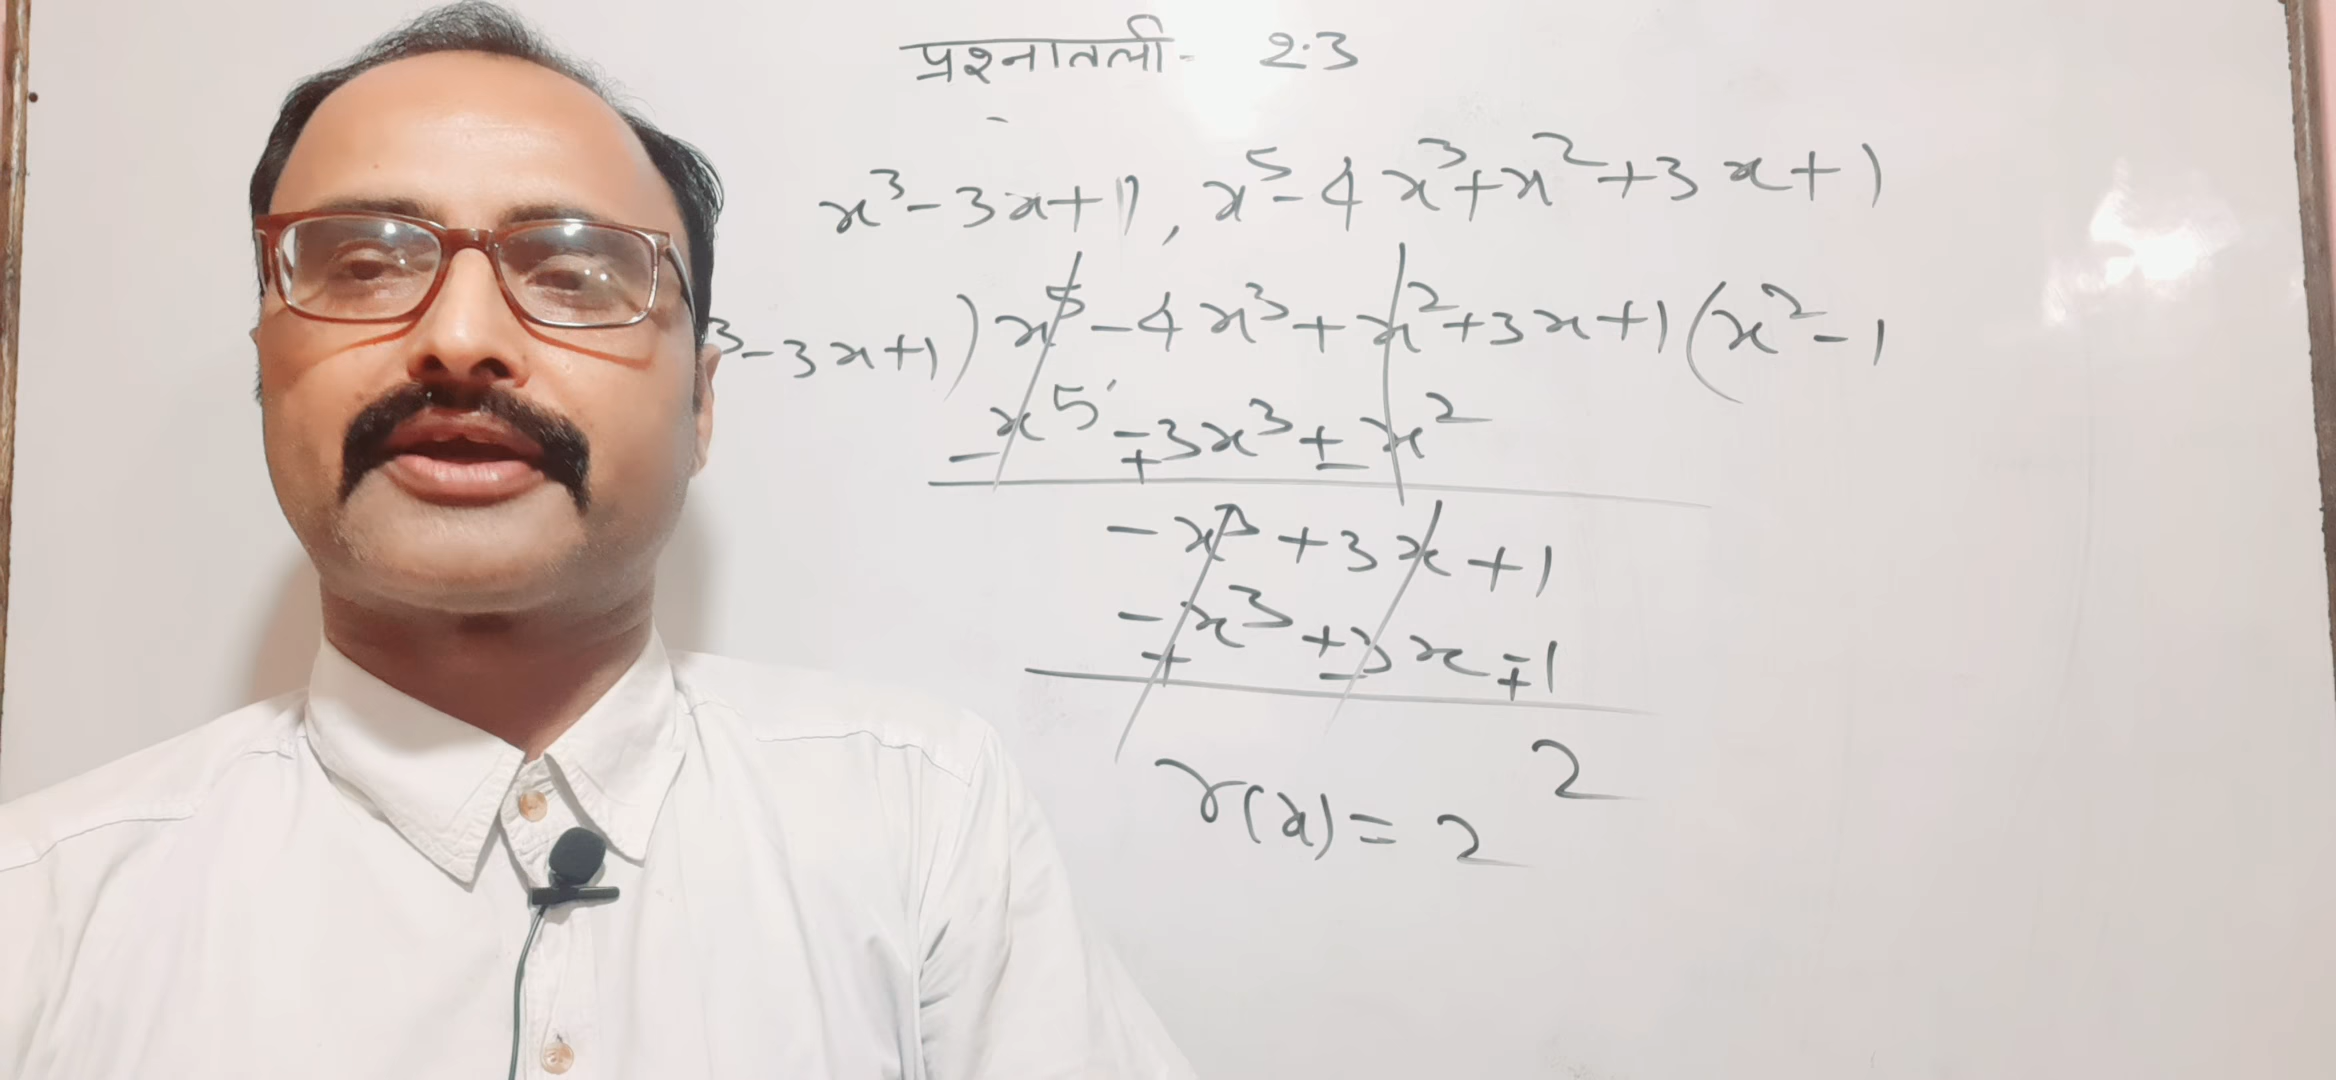 प्रश्नावली - 2.3
x³-3x+1, x⁵-4x³+x²+3x+1
³-3x+1) x⁵-4x³+x²+3x+1 (x²-1
x⁵-3x³+x²
- + -
-x³+3x+1
-x³+3x-1
+ - +
2
r(x)=2